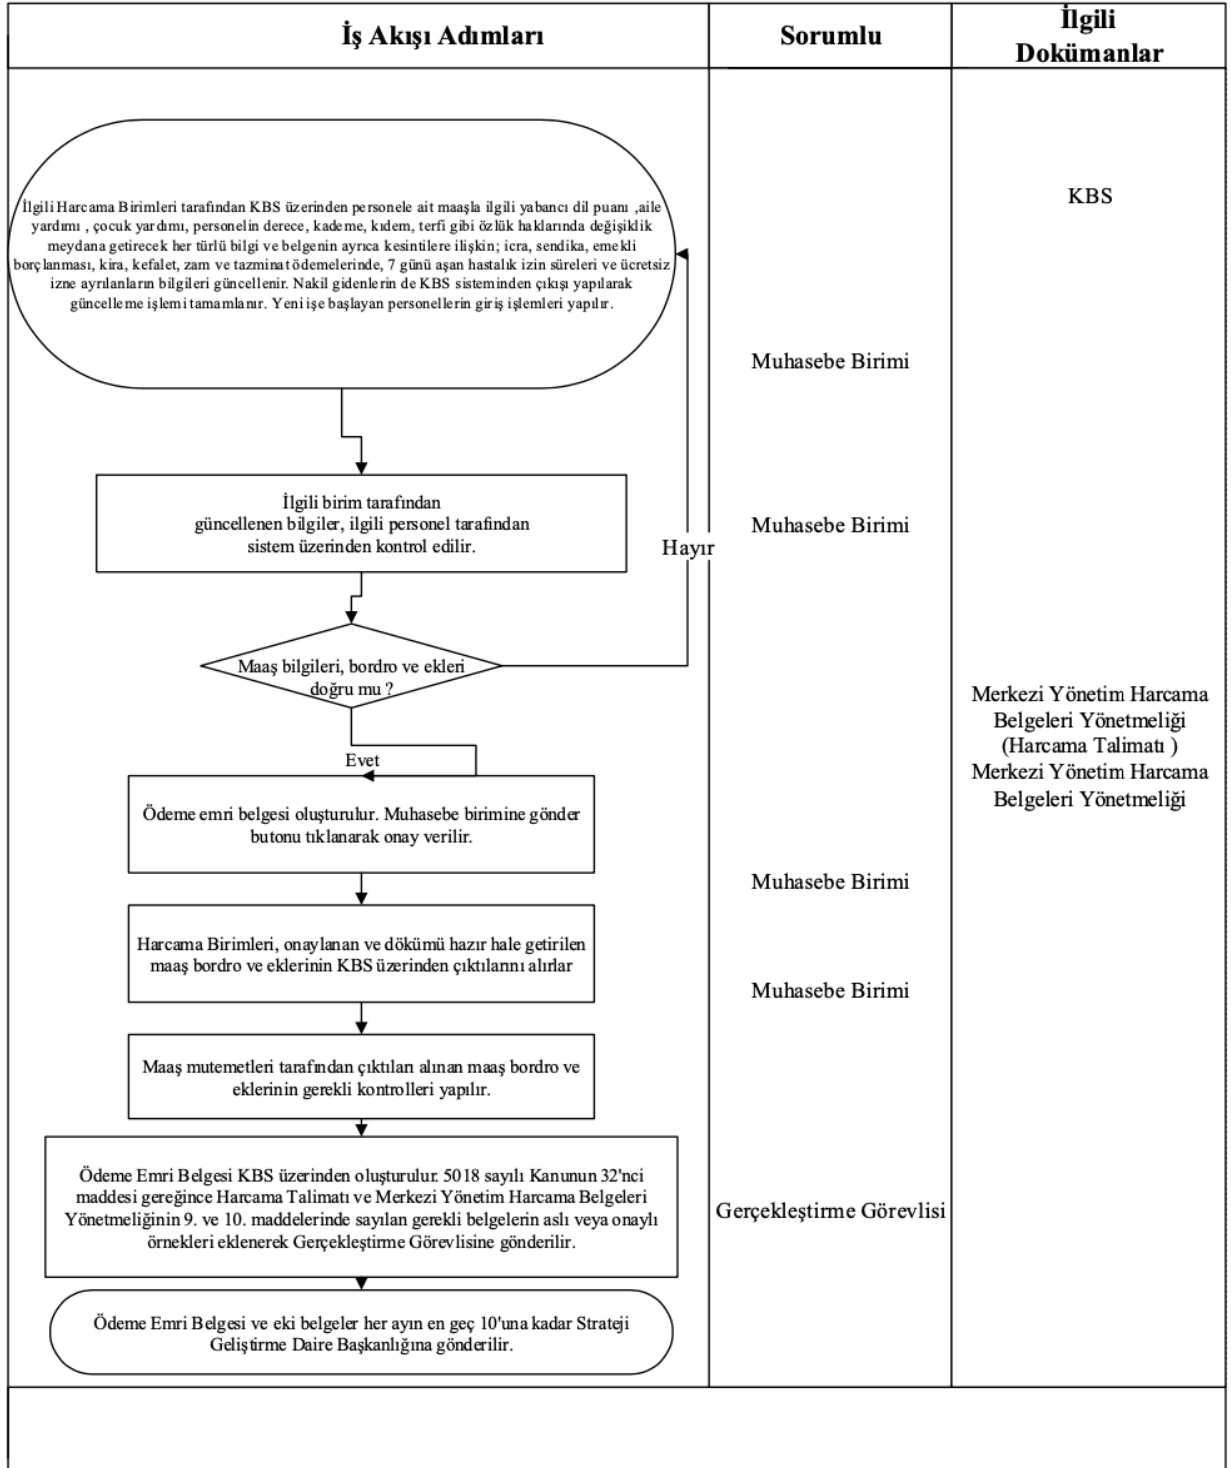 İş Akışı Adımları
Sorumlu
İlgili
Dokümanlar
İlgili Harcama Birimleri tarafından KBS üzerinden personele ait maaşla ilgili yabancı dil puanı ,aile
yardımı , çocuk yardımı, personelin derece, kademe, kıdem, terfi gibi özlük haklarında değişiklik
meydana getirecek her türlü bilgi ve belgenin ayrıca kesintilere ilişkin; icra, sendika, emekli
borçlanması, kira, kefalet, zam ve tazminat ödemelerinde, 7 günü aşan hastalık izin süreleri ve ücretsiz
izne ayrılanların bilgileri güncellenir. Nakil gidenlerin de KBS sisteminden çıkışı yapılarak
güncelleme işlemi tamamlanır. Yeni işe başlayan personellerin giriş işlemleri yapılır.
KBS
Muhasebe Birimi
İlgili birim tarafından
güncellenen bilgiler, ilgili personel tarafından
sistem üzerinden kontrol edilir.
Muhasebe Birimi
Hayır
Maaş bilgileri, bordro ve ekleri
doğru mu ?
Merkezi Yönetim Harcama
Belgeleri Yönetmeliği
(Harcama Talimatı )
Merkezi Yönetim Harcama
Belgeleri Yönetmeliği
Evet
Ödeme emri belgesi oluşturulur. Muhasebe birimine gönder
butonu tıklanarak onay verilir.
Muhasebe Birimi
Harcama Birimleri, onaylanan ve dökümü hazır hale getirilen
maaş bordro ve eklerinin KBS üzerinden çıktılarını alırlar
Muhasebe Birimi
Maaş mutemetleri tarafından çıktıları alınan maaş bordro ve
eklerinin gerekli kontrolleri yapılır.
Ödeme Emri Belgesi KBS üzerinden oluşturulur. 5018 sayılı Kanunun 32'nci
maddesi gereğince Harcama Talimatı ve Merkezi Yönetim Harcama Belgeleri
Yönetmeliğinin 9. ve 10. maddelerinde sayılan gerekli belgelerin aslı veya onaylı
örnekleri eklenerek Gerçekleştirme Görevlisine gönderilir.
Gerçekleştirme Görevlisi
Ödeme Emri Belgesi ve eki belgeler her ayın en geç 10'una kadar Strateji
Geliştirme Daire Başkanlığına gönderilir.